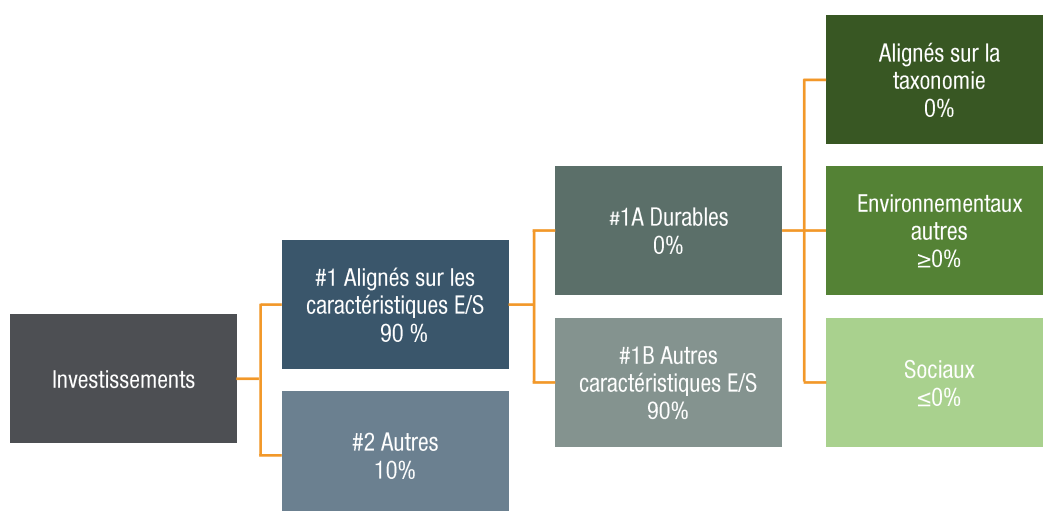 Investissements
#1 Alignés sur les
caractéristiques E/S
90 %
#2 Autres
10%
#1A Durables
0%
#1B Autres
caractéristiques E/S
90%
Alignés sur la
taxonomie
0%
Environnementaux
autres
≥0%
Sociaux
≤0%